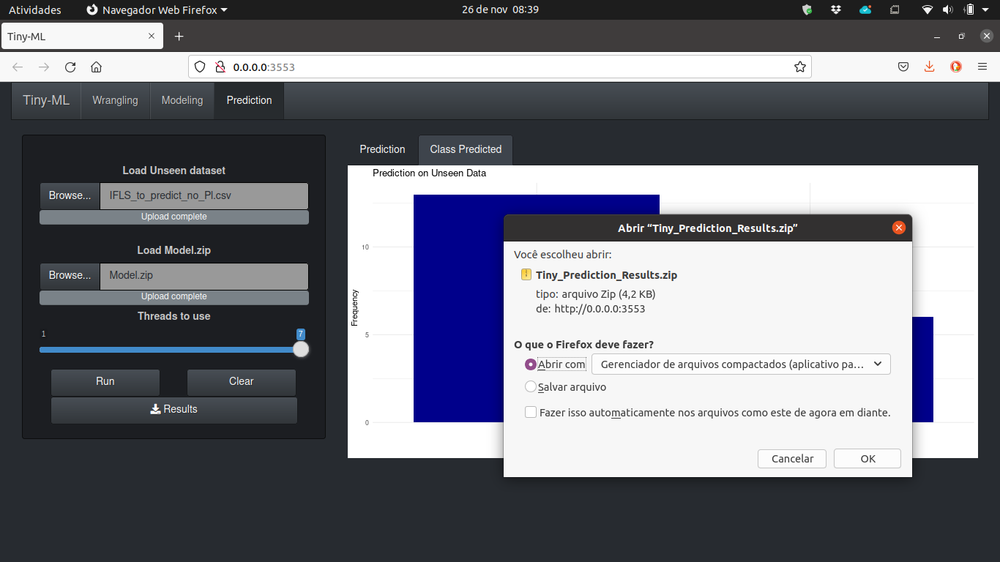 Atividades
Navegador Web Firefox
26 de nov 08:39
Tiny-ML
0.0.0.0:3553
Tiny-ML
Wrangling
Modeling
Prediction
Load Unseen dataset
Browse...
IFLS_to_predict_no_Pl.csv
Upload complete
Load Model.zip
Browse...
Model.zip
Upload complete
Threads to use
1
7
Run
Clear
Results
Prediction
Class Predicted
Prediction on Unseen Data
10
5
0
Frequency
Abrir “Tiny_Prediction_Results.zip”
Você escolheu abrir:
Tiny_Prediction_Results.zip
tipo: arquivo Zip (4,2 KB)
de: http://0.0.0.0:3553
O que o Firefox deve fazer?
Abrir com
Gerenciador de arquivos compactados (aplicativo pa...
Salvar arquivo
Fazer isso automaticamente nos arquivos como este de agora em diante.
Cancelar
OK